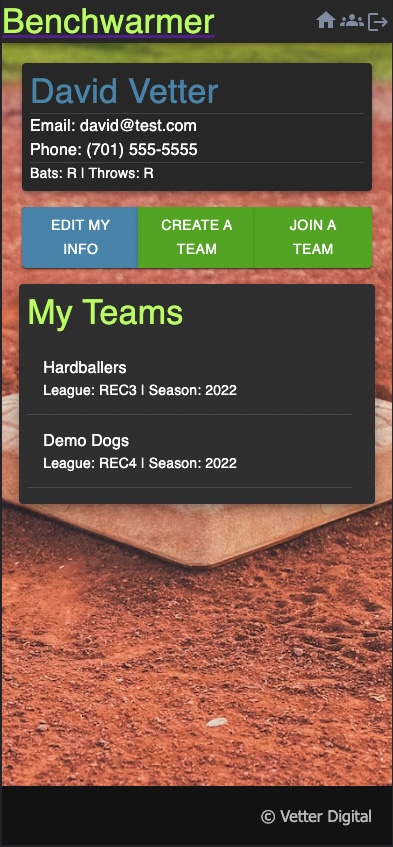 Benchwarmer
David Vetter
Email: david@test.com
Phone: (701) 555-5555
Bats: R | Throws: R
EDIT MY
INFO
CREATE A
TEAM
JOIN A
TEAM
My Teams
Hardballers
League: REC3 | Season: 2022
Demo Dogs
League: REC4 | Season: 2022
© Vetter Digital